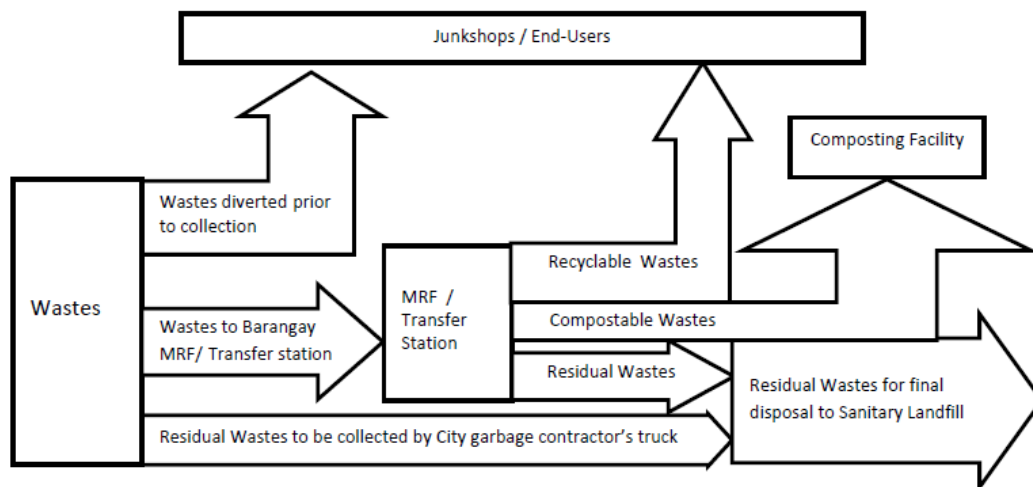 Junkshops / End-Users
Composting Facility
Wastes diverted prior
to collection
Wastes
MRF /
Transfer
Station
Recyclable Wastes
Wastes to Barangay
MRF/ Transfer station
Compostable Wastes
Residual Wastes
Residual Wastes for final
disposal to Sanitary Landfill
Residual Wastes to be collected by City garbage contractor's truck